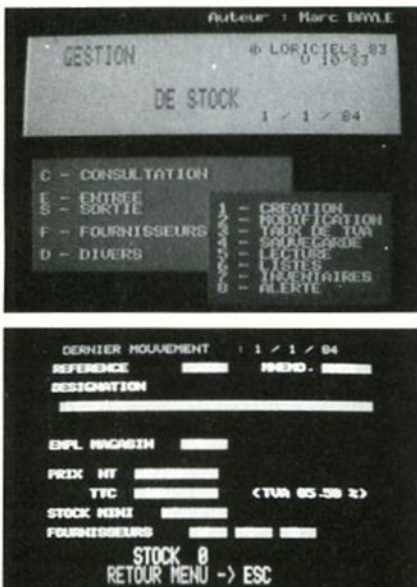 Auteur : Marc BAYLE
GESTION
© LORICIELS 83
V 10/83
DE STOCK
1 / 1 / 84
C - CONSULTATION
E - ENTREE
S - SORTIE
F - FOURNISSEURS
D - DIVERS
1 - CREATION
2 - MODIFICATION
3 - TAUX DE TVA
4 - SAUVEGARDE
5 - LECTURE
6 - LISTES
7 - INVENTAIRES
8 - ALERTE
DERNIER MOUVEMENT : 1 / 1 / 84
REFERENCE MNEMO.
DESIGNATION
EMPL MAGASIN
PRIX HT
TTC (TVA 05.50 %)
STOCK MINI
FOURNISSEURS
STOCK 0
RETOUR MENU -> ESC